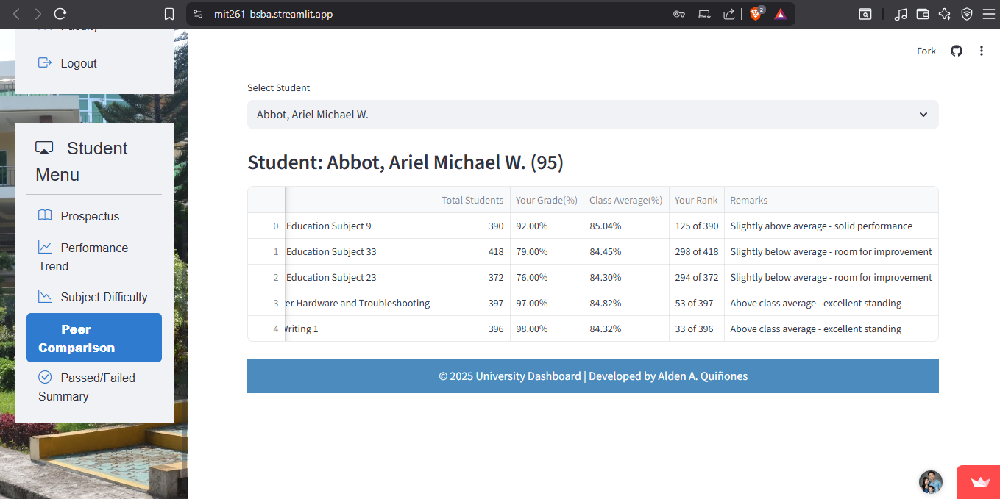 mit261-bsba.streamlit.app
2
Faculty
Logout
Student
Menu
Prospectus
Performance
Trend
Subject Difficulty
Peer
Comparison
Passed/Failed
Summary
Fork
Select Student
Abbot, Ariel Michael W.
Student: Abbot, Ariel Michael W. (95)
Total Students Your Grade(%) Class Average(%) Your Rank Remarks
0 Education Subject 9 390 92.00% 85.04% 125 of 390 Slightly above average - solid performance
1 Education Subject 33 418 79.00% 84.45% 298 of 418 Slightly below average - room for improvement
2 Education Subject 23 372 76.00% 84.30% 294 of 372 Slightly below average - room for improvement
3 er Hardware and Troubleshooting 397 97.00% 84.82% 53 of 397 Above class average - excellent standing
4 Writing 1 396 98.00% 84.32% 33 of 396 Above class average - excellent standing
© 2025 University Dashboard | Developed by Alden A. Quiñones